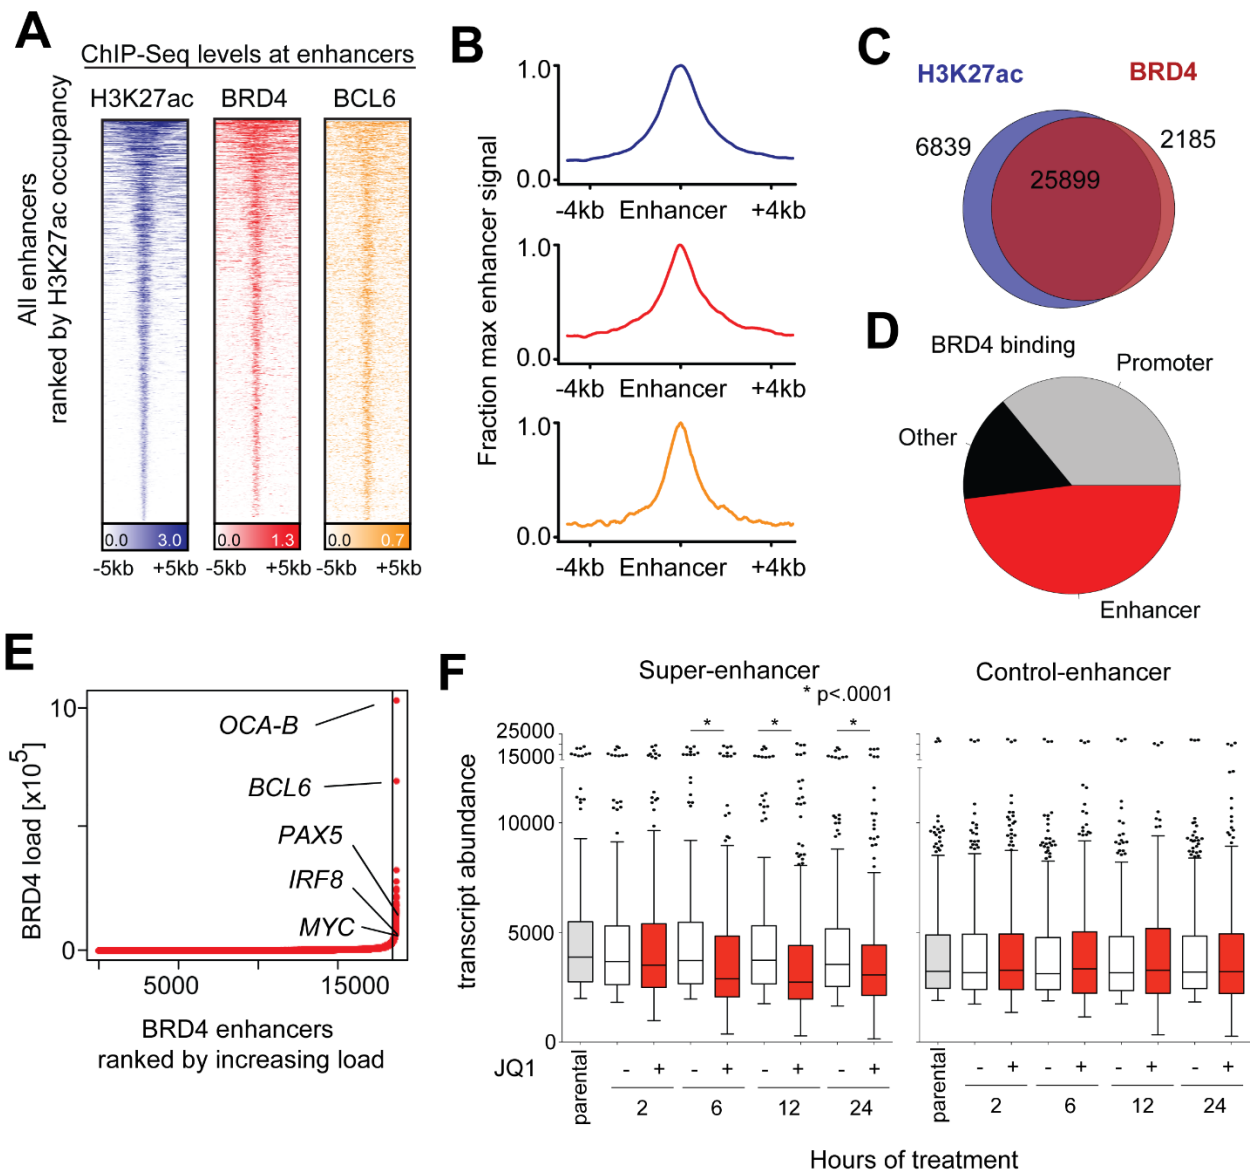 A
ChIP-Seq levels at enhancers
H3K27ac BRD4 BCL6
All enhancers
ranked by H3K27ac occupancy
0.0 3.0 0.0 1.3 0.0 0.7
-5kb +5kb -5kb +5kb -5kb +5kb
B
Fraction max enhancer signal
1.0
0.0
-4kb Enhancer +4kb
1.0
0.0
-4kb Enhancer +4kb
1.0
0.0
-4kb Enhancer +4kb
C
H3K27ac BRD4
6839 25899 2185
D
BRD4 binding
Promoter
Other
Enhancer
E
BRD4 load [x10^5]
10
0
OCA-B
BCL6
PAX5
IRF8
MYC
5000 15000
BRD4 enhancers
ranked by increasing load
F
Super-enhancer Control-enhancer
* p<.0001
* * *
transcript abundance
25000
15000
10000
5000
0
JQ1 parental - + - + - + - + parental - + - + - + - +
2 6 12 24 2 6 12 24
Hours of treatment